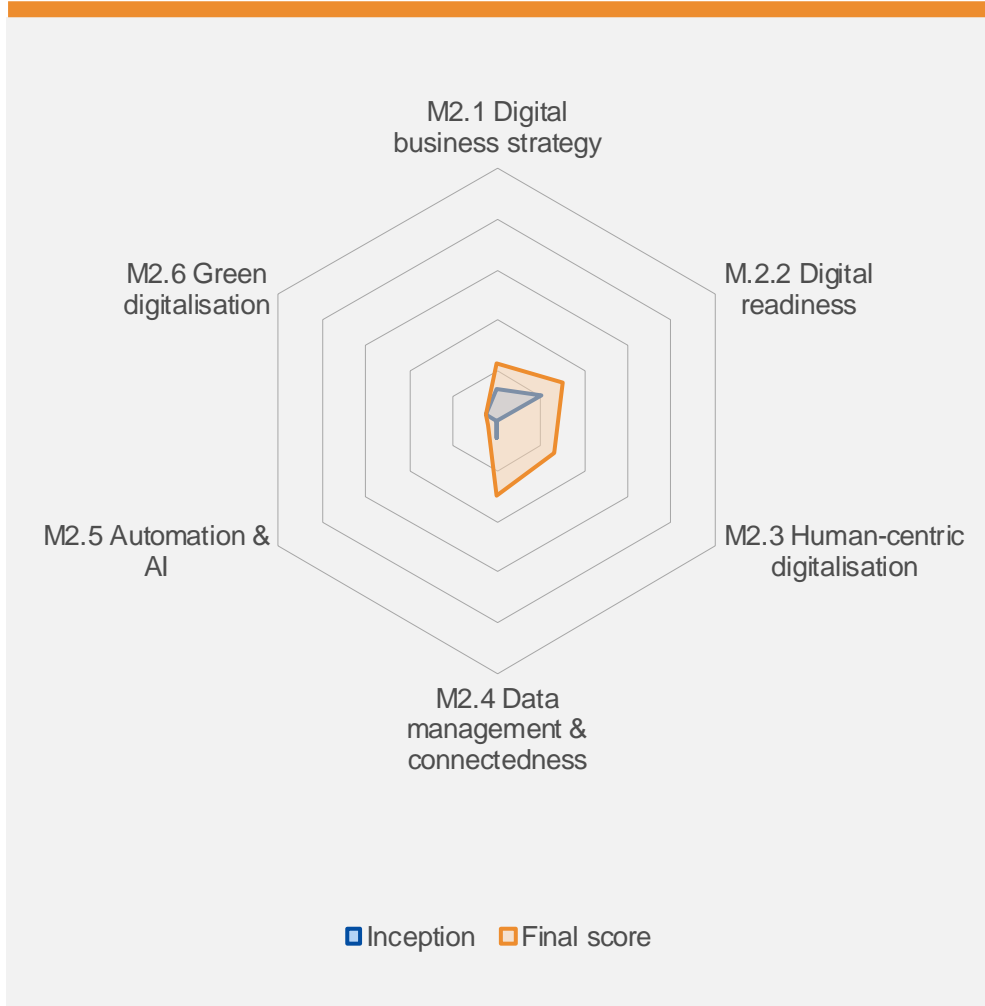 M2.1 Digital
business strategy
M2.6 Green
digitalisation
M.2.2 Digital
readiness
M2.5 Automation &
AI
M2.3 Human-centric
digitalisation
M2.4 Data
management &
connectedness
Inception
Final score